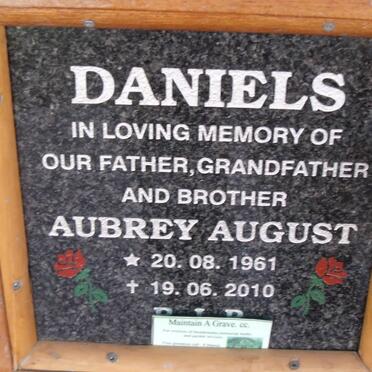 DANIELS
IN LOVING MEMORY OF
OUR FATHER, GRANDFATHER
AND BROTHER
AUBREY AUGUST
★ 20. 08. 1961
✝ 19. 06. 2010
R.I.P.
Maintain A Grave. cc.